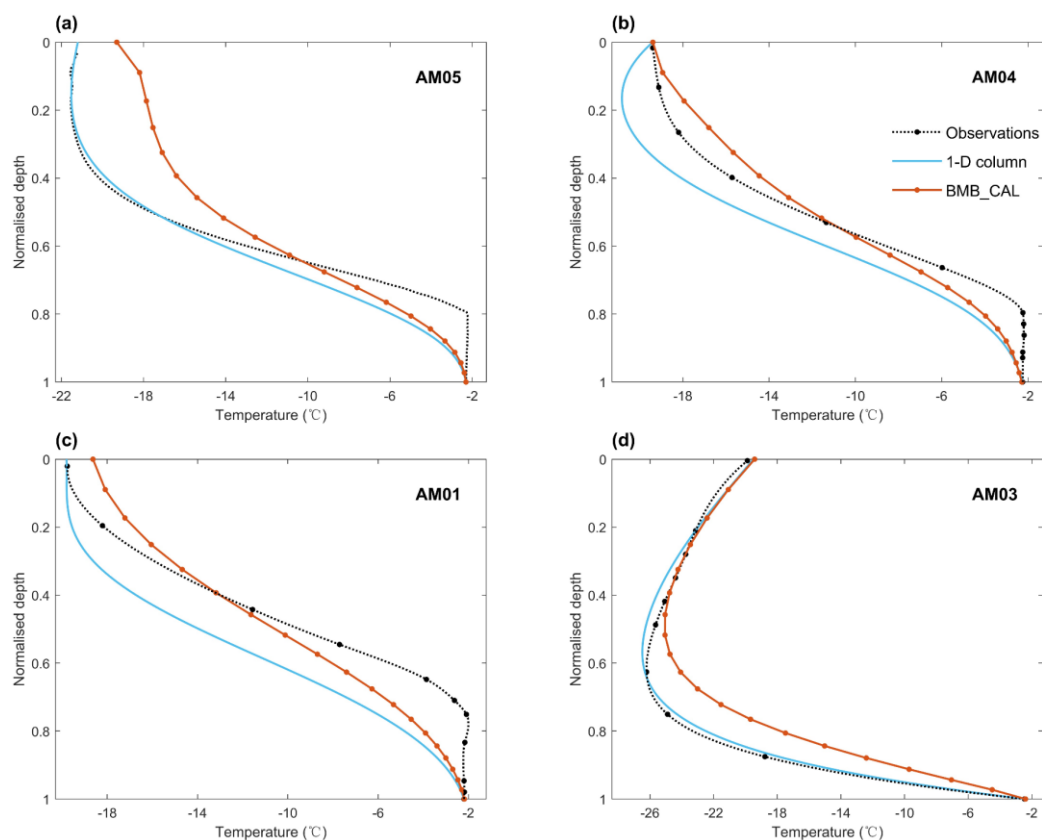 (a)
AM05
0
0.2
0.4
0.6
0.8
1
Normalised depth
-22
-18
-14
-10
-6
-2
Temperature (℃)
(b)
AM04
Observations
1-D column
BMB_CAL
0
0.2
0.4
0.6
0.8
1
Normalised depth
-18
-14
-10
-6
-2
Temperature (℃)
(c)
AM01
0
0.2
0.4
0.6
0.8
1
Normalised depth
-18
-14
-10
-6
-2
Temperature (℃)
(d)
AM03
0
0.2
0.4
0.6
0.8
1
Normalised depth
-26
-22
-18
-14
-10
-6
-2
Temperature (℃)